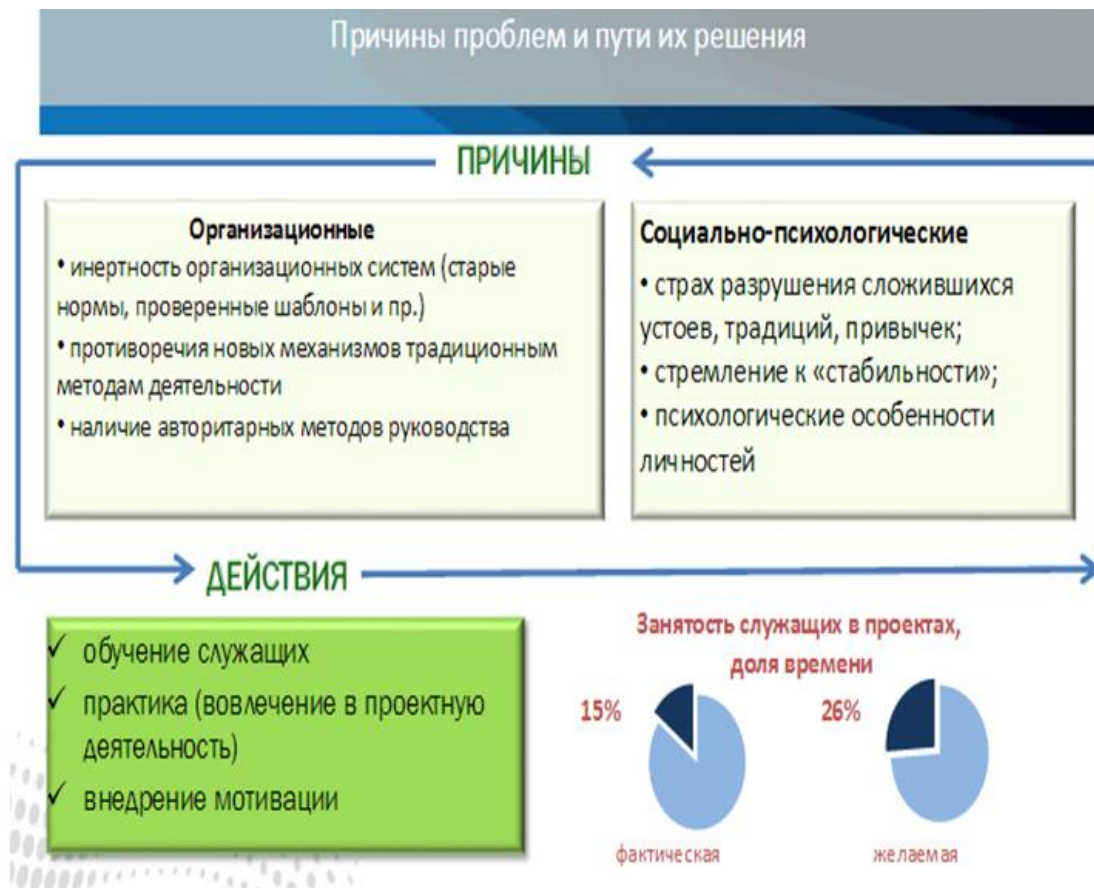 Причины проблем и пути их решения
ПРИЧИНЫ
Организационные
• инертность организационных систем (старые
нормы, проверенные шаблоны и пр.)
• противоречия новых механизмов традиционным
методам деятельности
• наличие авторитарных методов руководства
Социально-психологические
• страх разрушения сложившихся
устоев, традиций, привычек;
• стремление к «стабильности»;
• психологические особенности
личностей
ДЕЙСТВИЯ
✓ обучение служащих
✓ практика (вовлечение в проектную
деятельность)
✓ внедрение мотивации
Занятость служащих в проектах,
доля времени
15%
26%
фактическая
желаемая